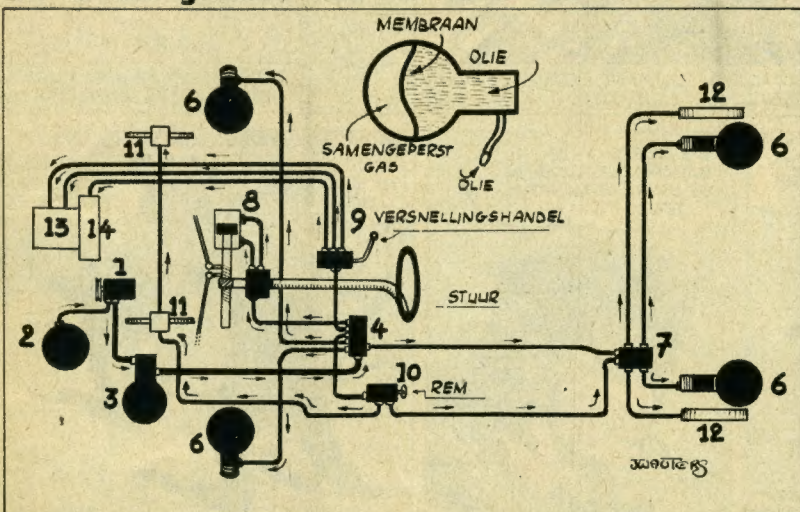 MEMBRAAN
OLIE
12
6
6
SAMENGEPERST
GAS
OLIE
11
8
9 VERSNELLINGSHANDEL
13
14
1
STUUR
11
2
4
7
3
10
REM
6
6
12
JWAUTERS